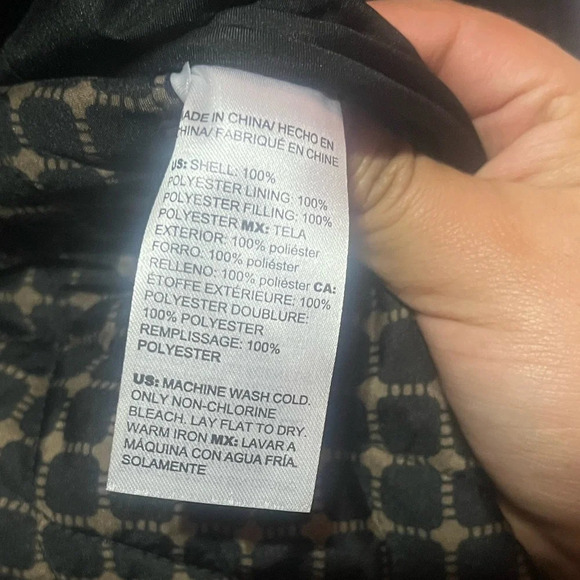 ADE IN CHINA/ HECHO EN
HINA/ FABRIQUÉ EN CHINE
US: SHELL: 100%
POLYESTER LINING: 100%
POLYESTER FILLING: 100%
POLYESTER MX: TELA
EXTERIOR: 100% poliéster
FORRO: 100% poliéster
RELLENO: 100% poliéster CA:
ÉTOFFE EXTÉRIEURE: 100%
POLYESTER DOUBLURE:
100% POLYESTER
REMPLISSAGE: 100%
POLYESTER
US: MACHINE WASH COLD.
ONLY NON-CHLORINE
BLEACH. LAY FLAT TO DRY.
WARM IRON MX: LAVAR A
MÁQUINA CON AGUA FRÍA.
SOLAMENTE